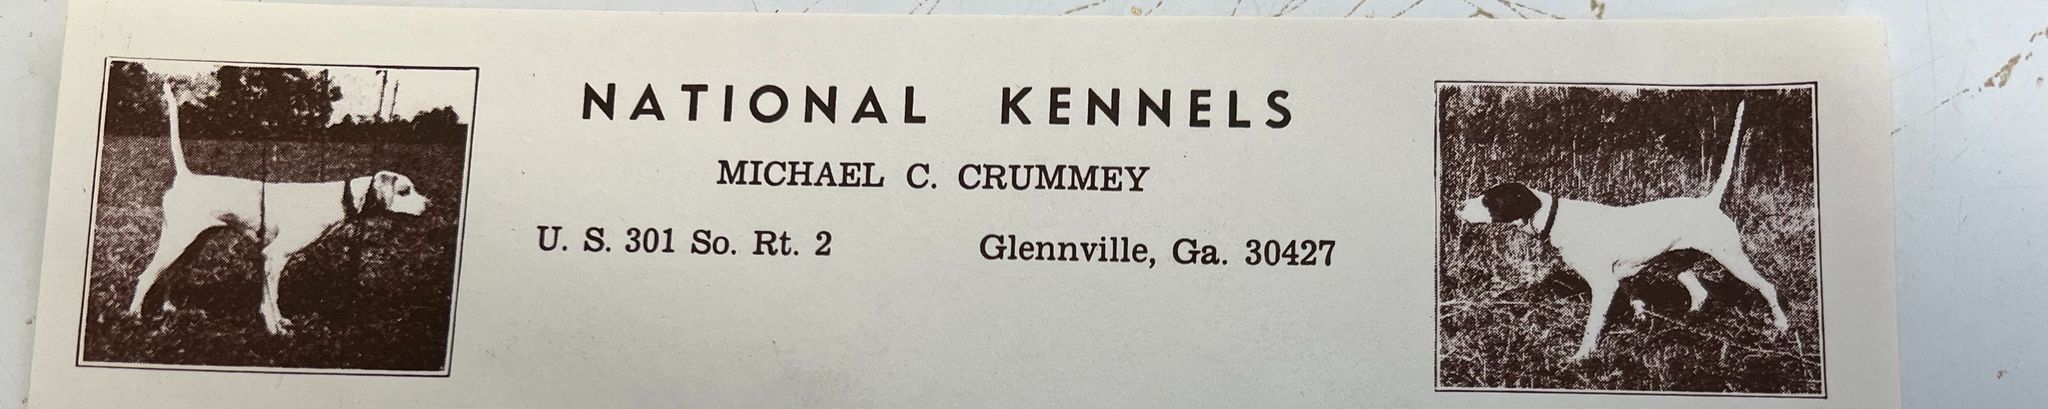 NATIONAL KENNELS
MICHAEL C. CRUMMEY
U. S. 301 So. Rt. 2 Glennville, Ga. 30427